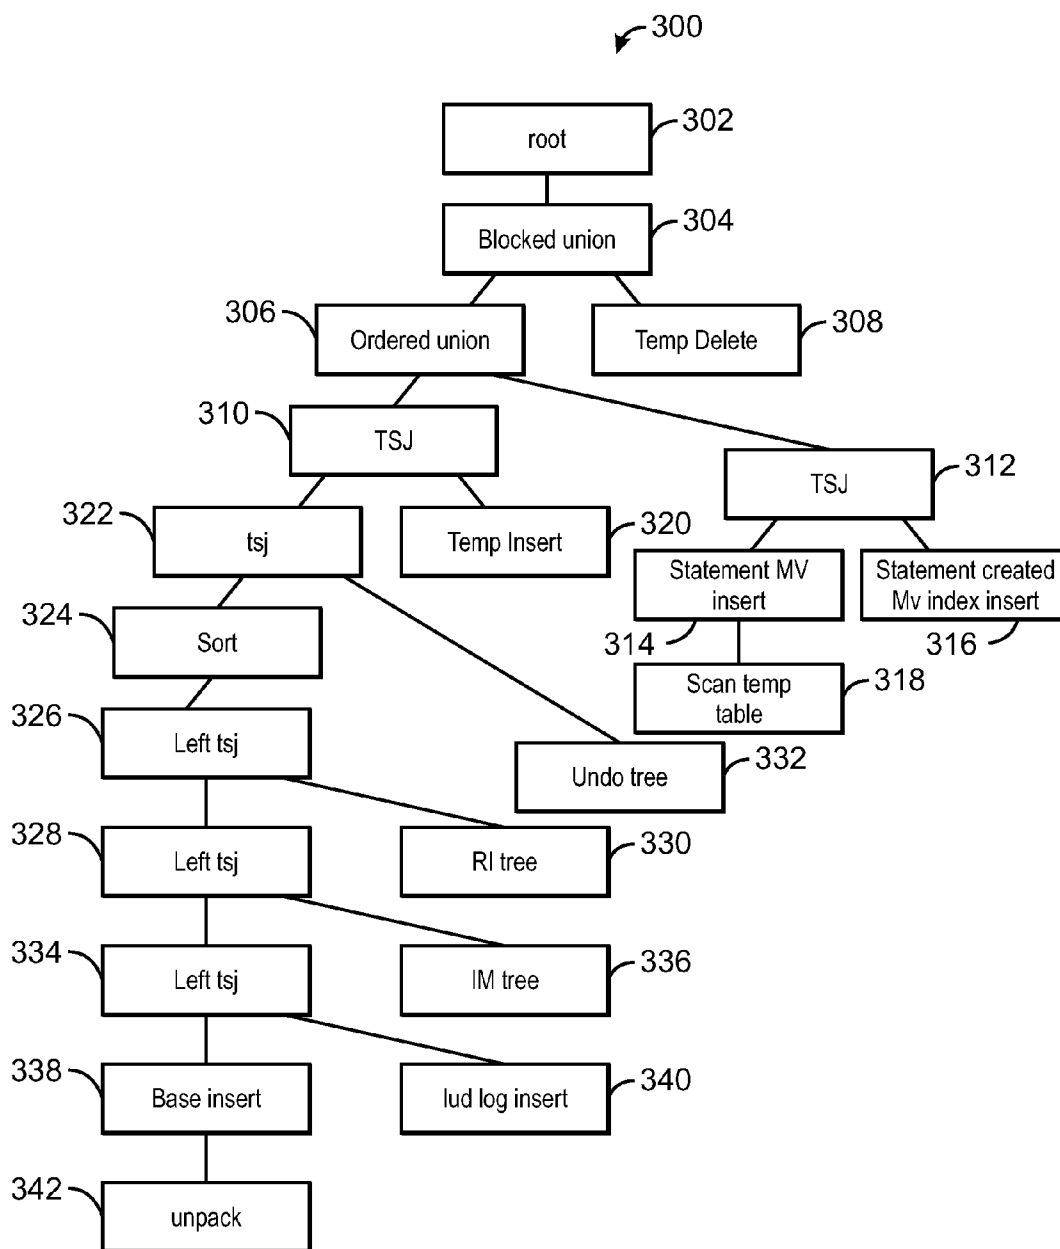 300
302
root
304
Blocked union
306
Ordered union
308
Temp Delete
310
TSJ
312
TSJ
322
tsj
320
Temp Insert
Statement MV
insert
314
Statement created
Mv index insert
316
324
Sort
318
Scan temp
table
326
Left tsj
332
Undo tree
328
Left tsj
330
RI tree
334
Left tsj
336
IM tree
338
Base insert
340
Iud log insert
342
unpack